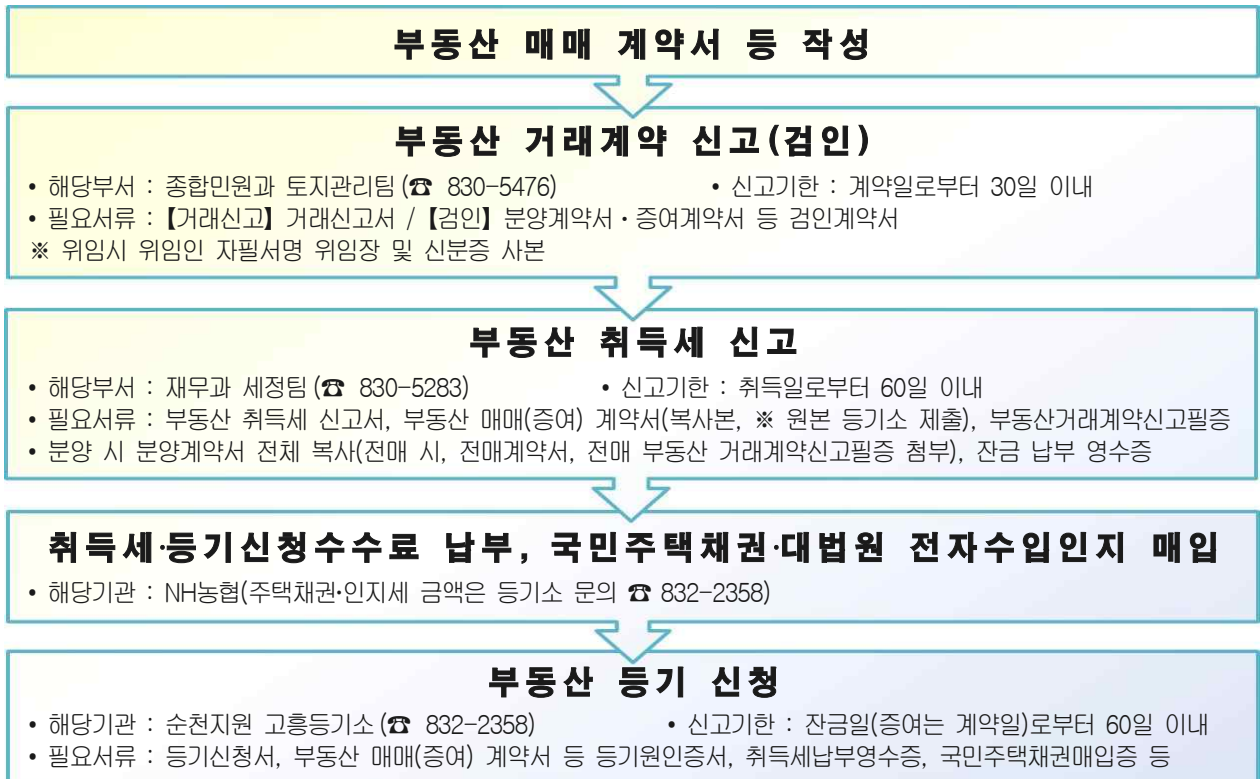 부동산 매매 계약서 등 작성
부동산 거래계약 신고(검인)
• 해당부서 : 종합민원과 토지관리팀(☎ 830-5476) • 신고기한 : 계약일로부터 30일 이내
• 필요서류 : 【거래신고】 거래신고서 / 【검인】 분양계약서・증여계약서 등 검인계약서
※ 위임시 위임인 자필서명 위임장 및 신분증 사본
부동산 취득세 신고
• 해당부서 : 재무과 세정팀(☎ 830-5283) • 신고기한 : 취득일로부터 60일 이내
• 필요서류 : 부동산 취득세 신고서, 부동산 매매(증여) 계약서(복사본, ※ 원본 등기소 제출), 부동산거래계약신고필증
• 분양 시 분양계약서 전체 복사(전매 시, 전매계약서, 전매 부동산 거래계약신고필증 첨부), 잔금 납부 영수증
취득세·등기신청수수료 납부, 국민주택채권·대법원 전자수입인지 매입
• 해당기관 : NH농협(주택채권·인지세 금액은 등기소 문의 ☎ 832-2358)
부동산 등기 신청
• 해당기관 : 순천지원 고흥등기소(☎ 832-2358) • 신고기한 : 잔금일(증여는 계약일)로부터 60일 이내
• 필요서류 : 등기신청서, 부동산 매매(증여) 계약서 등 등기원인증서, 취득세납부영수증, 국민주택채권매입증 등